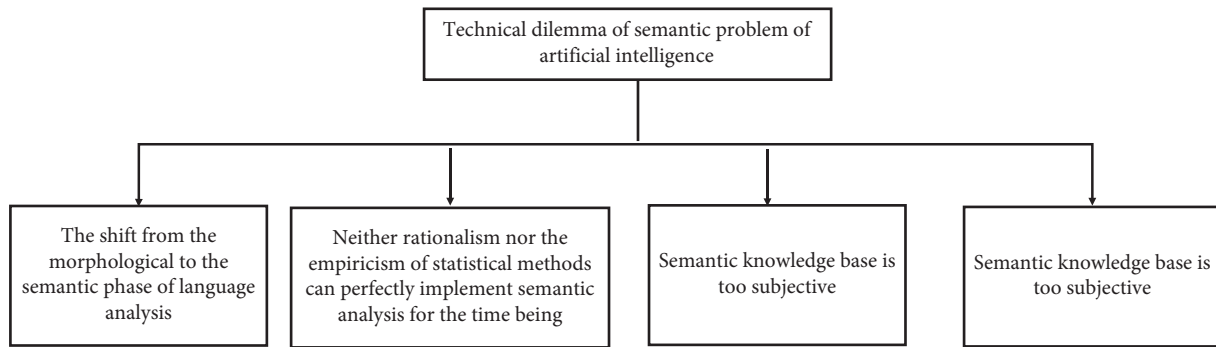 Technical dilemma of semantic problem of
artificial intelligence
The shift from the
morphological to the
semantic phase of language
analysis
Neither rationalism nor the
empiricism of statistical methods
can perfectly implement semantic
analysis for the time being
Semantic knowledge base is
too subjective
Semantic knowledge base is
too subjective